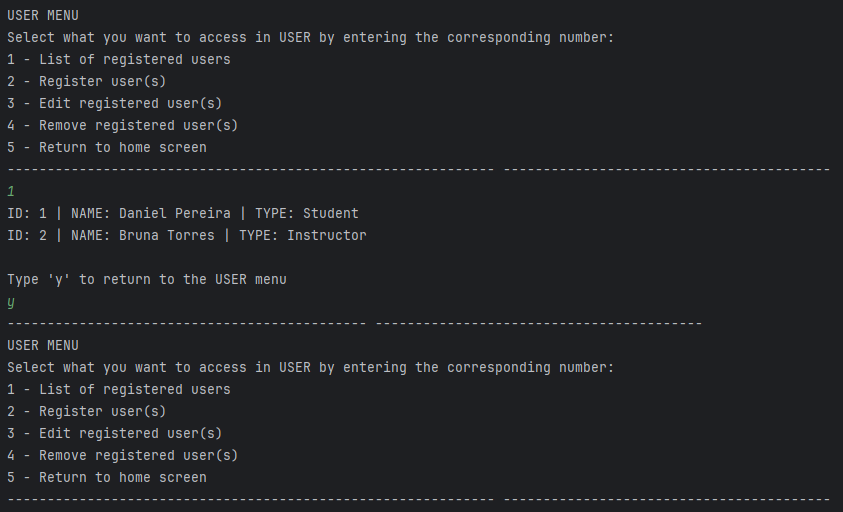 USER MENU
Select what you want to access in USER by entering the corresponding number:
1 - List of registered users
2 - Register user(s)
3 - Edit registered user(s)
4 - Remove registered user(s)
5 - Return to home screen
------------------------------------------------------------- -----------------------------------------
1
ID: 1 | NAME: Daniel Pereira | TYPE: Student
ID: 2 | NAME: Bruna Torres | TYPE: Instructor
Type 'y' to return to the USER menu
y
--------------------------------------------- -----------------------------------------
USER MENU
Select what you want to access in USER by entering the corresponding number:
1 - List of registered users
2 - Register user(s)
3 - Edit registered user(s)
4 - Remove registered user(s)
5 - Return to home screen
------------------------------------------------------------- -----------------------------------------